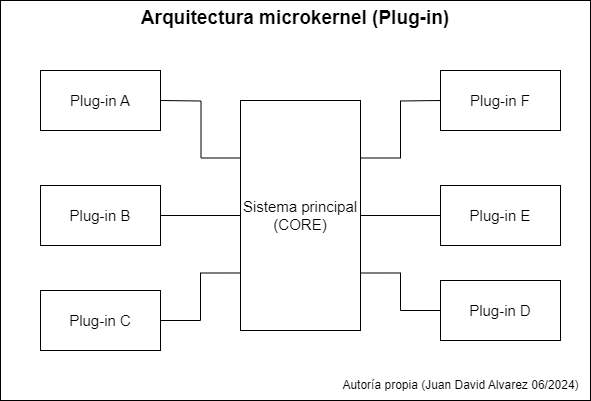 Arquitectura microkernel (Plug-in)
Plug-in A
Plug-in F
Sistema principal
(CORE)
Plug-in B
Plug-in E
Plug-in C
Plug-in D
Autoría propia (Juan David Alvarez 06/2024)